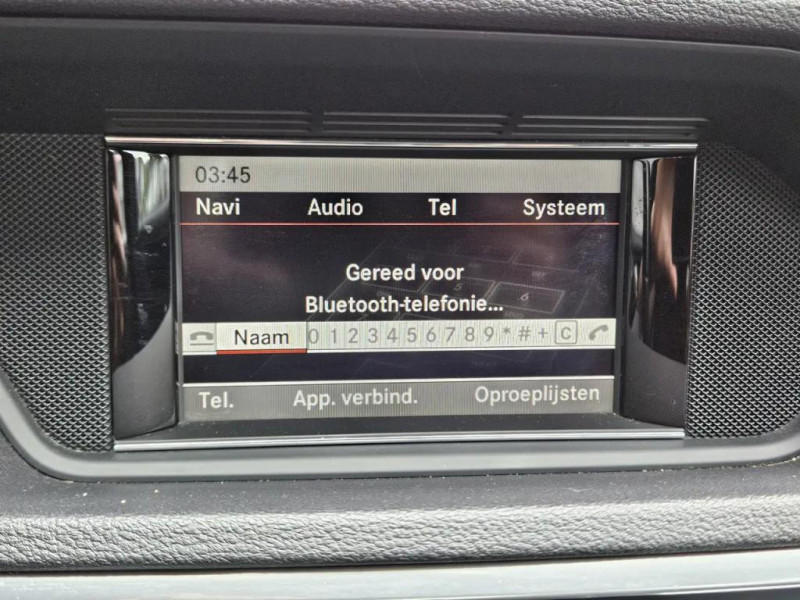 03:45
Navi Audio Tel Systeem
Gereed voor
Bluetooth-telefonie...
Naam 0 1 2 3 4 5 6 7 8 9 * # + C
Tel. App. verbind. Oproeplijsten